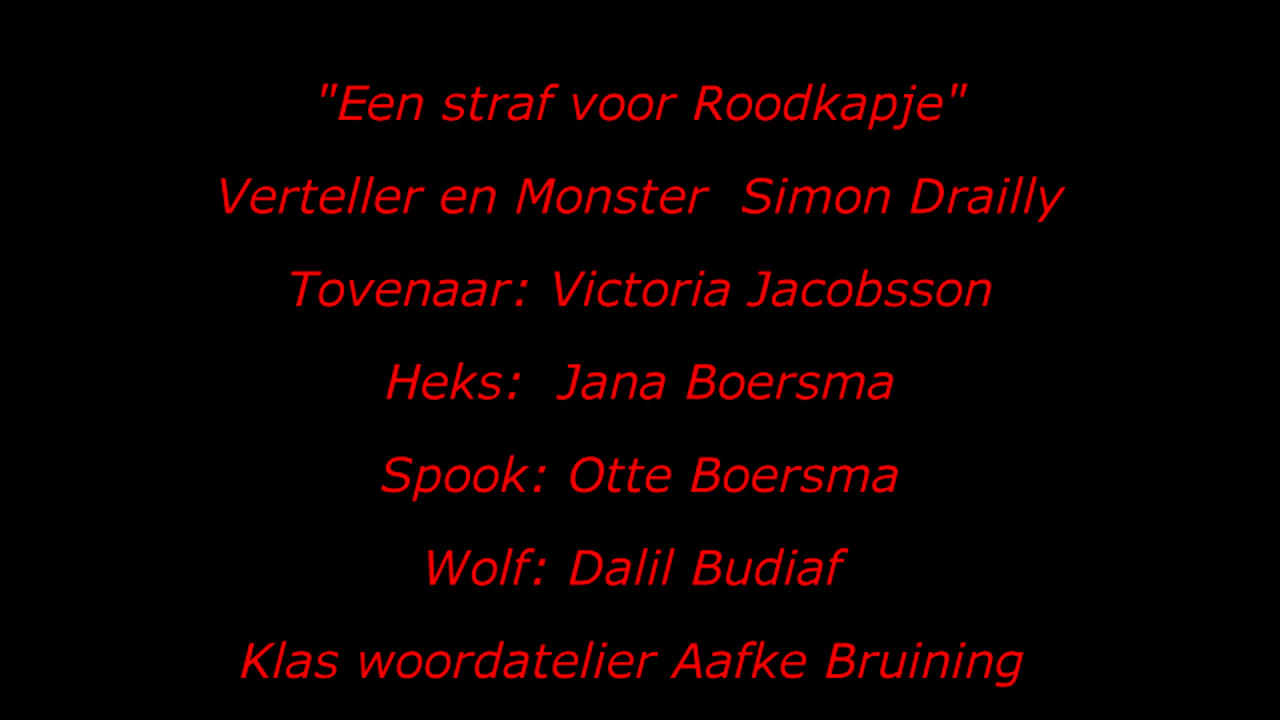 "Een straf voor Roodkapje"
Verteller en Monster  Simon Drailly
Tovenaar: Victoria Jacobsson
Heks:  Jana Boersma
Spook: Otte Boersma
Wolf: Dalil Budiaf
Klas woordatelier Aafke Bruining